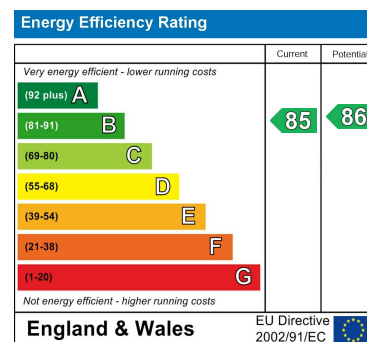 Energy Efficiency Rating
Current Potential
Very energy efficient - lower running costs
(92 plus) A
(81-91) B
(69-80) C
(55-68) D
(39-54) E
(21-38) F
(1-20) G
85
86
Not energy efficient - higher running costs
England & Wales
EU Directive
2002/91/EC